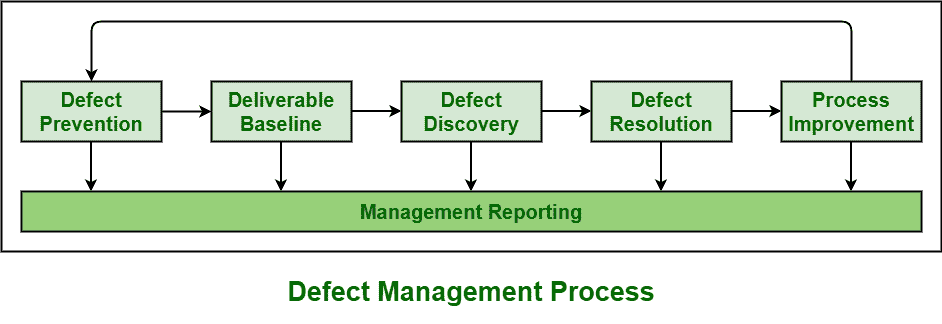 Defect
Prevention
Deliverable
Baseline
Defect
Discovery
Defect
Resolution
Process
Improvement
Management Reporting
Defect Management Process